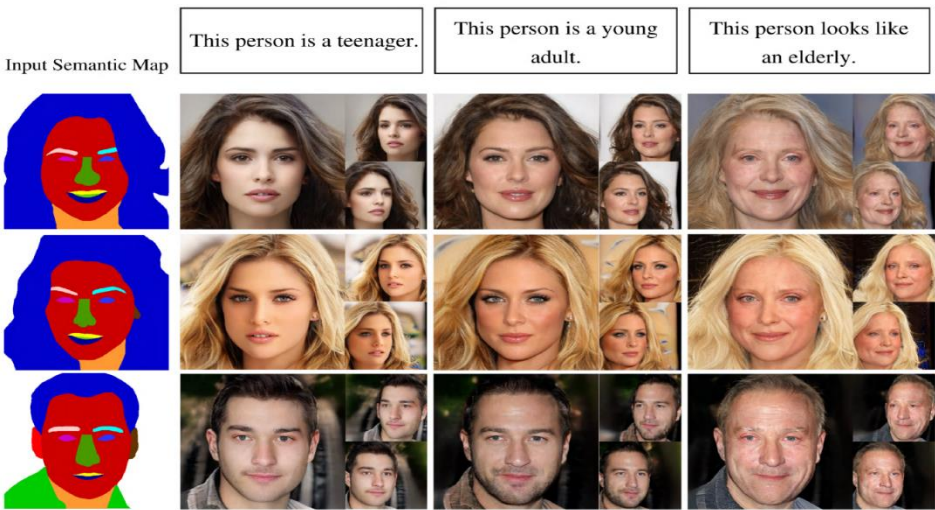 Input Semantic Map
This person is a teenager.
This person is a young
adult.
This person looks like
an elderly.